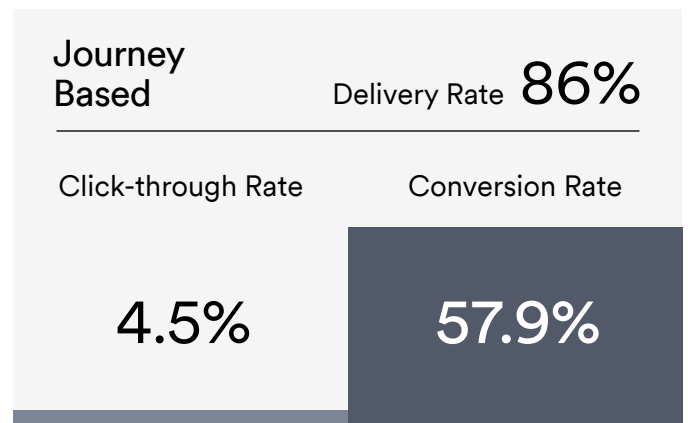 Journey
Based
Delivery Rate 86%
Click-through Rate
Conversion Rate
4.5%
57.9%